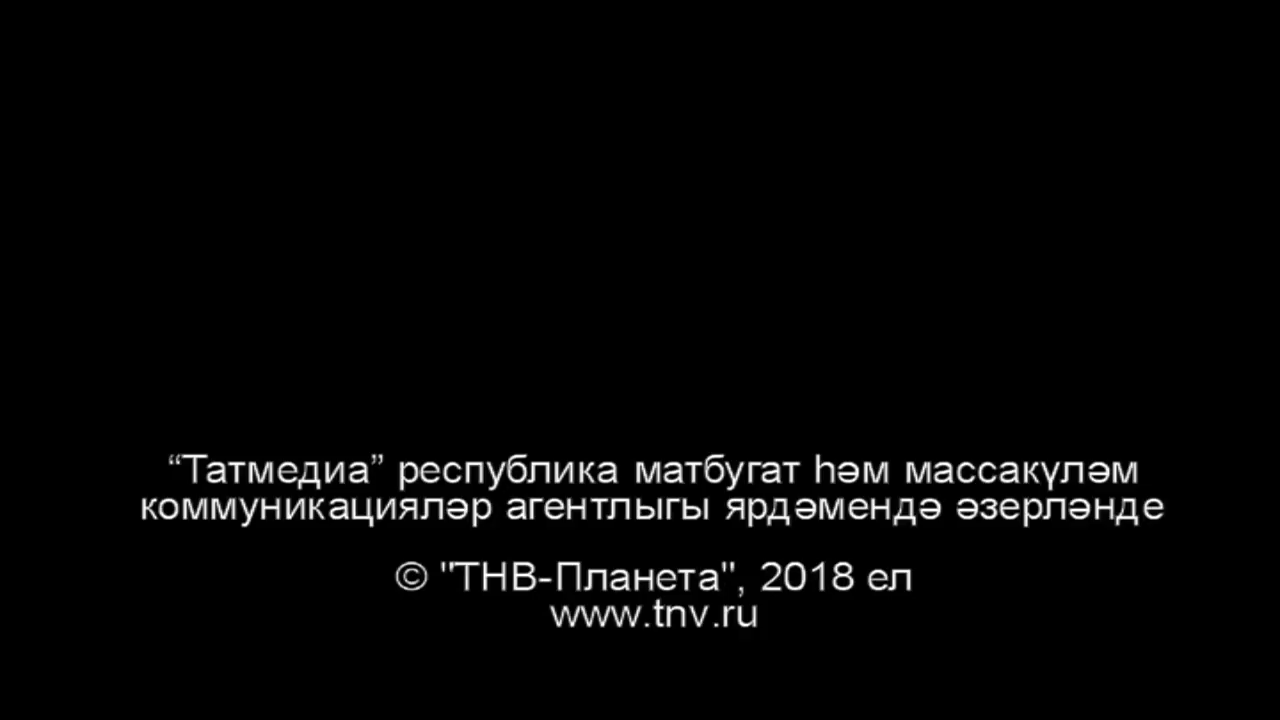 “Татмедиа” республика матбугат һәм массакүләм
коммуникацияләр агентлыгы ярдәмендә әзерләнде
© "ТНВ-Планета", 2018 ел
www.tnv.ru